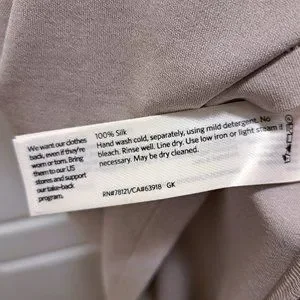 We want our clothes
back, even if they're
worn or torn. Bring
them to our US
stores and support
our take-back
program.
100% Silk
Hand wash cold, separately, using mild detergent. No
bleach. Rinse well. Line dry. Use low iron or light steam if
necessary. May be dry cleaned.
RN#78121/CA#63918 GK